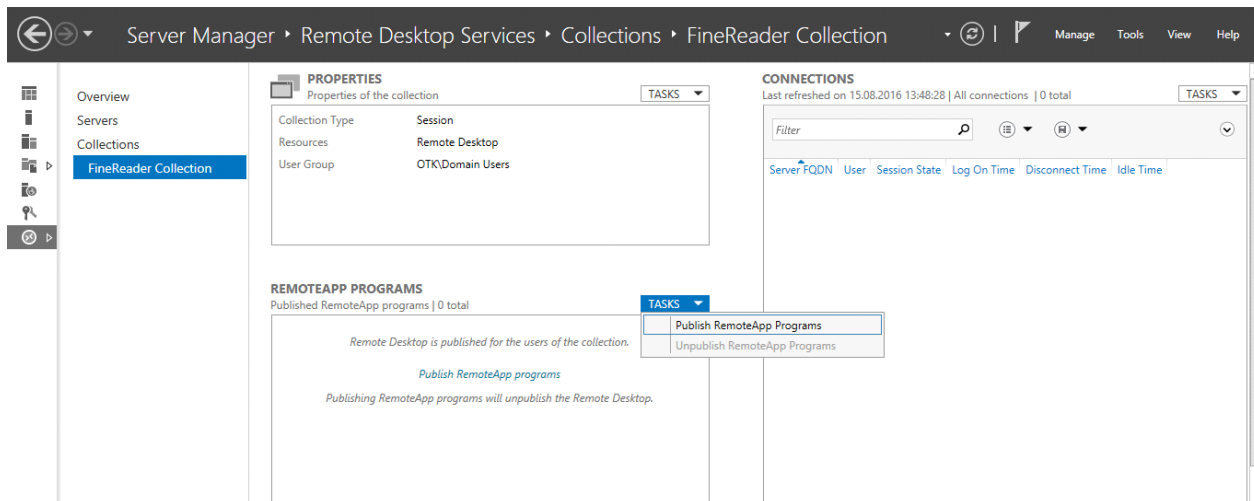 Server Manager ‣ Remote Desktop Services ‣ Collections ‣ FineReader Collection
Manage Tools View Help
Overview
Servers
Collections
FineReader Collection
PROPERTIES
Properties of the collection
TASKS
Collection Type Session
Resources Remote Desktop
User Group OTK\Domain Users
REMOTEAPP PROGRAMS
Published RemoteApp programs | 0 total
TASKS
Publish RemoteApp Programs
Unpublish RemoteApp Programs
Remote Desktop is published for the users of the collection.
Publish RemoteApp programs
Publishing RemoteApp programs will unpublish the Remote Desktop.
CONNECTIONS
Last refreshed on 15.08.2016 13:48:28 | All connections | 0 total
TASKS
Filter
Server FQDN User Session State Log On Time Disconnect Time Idle Time